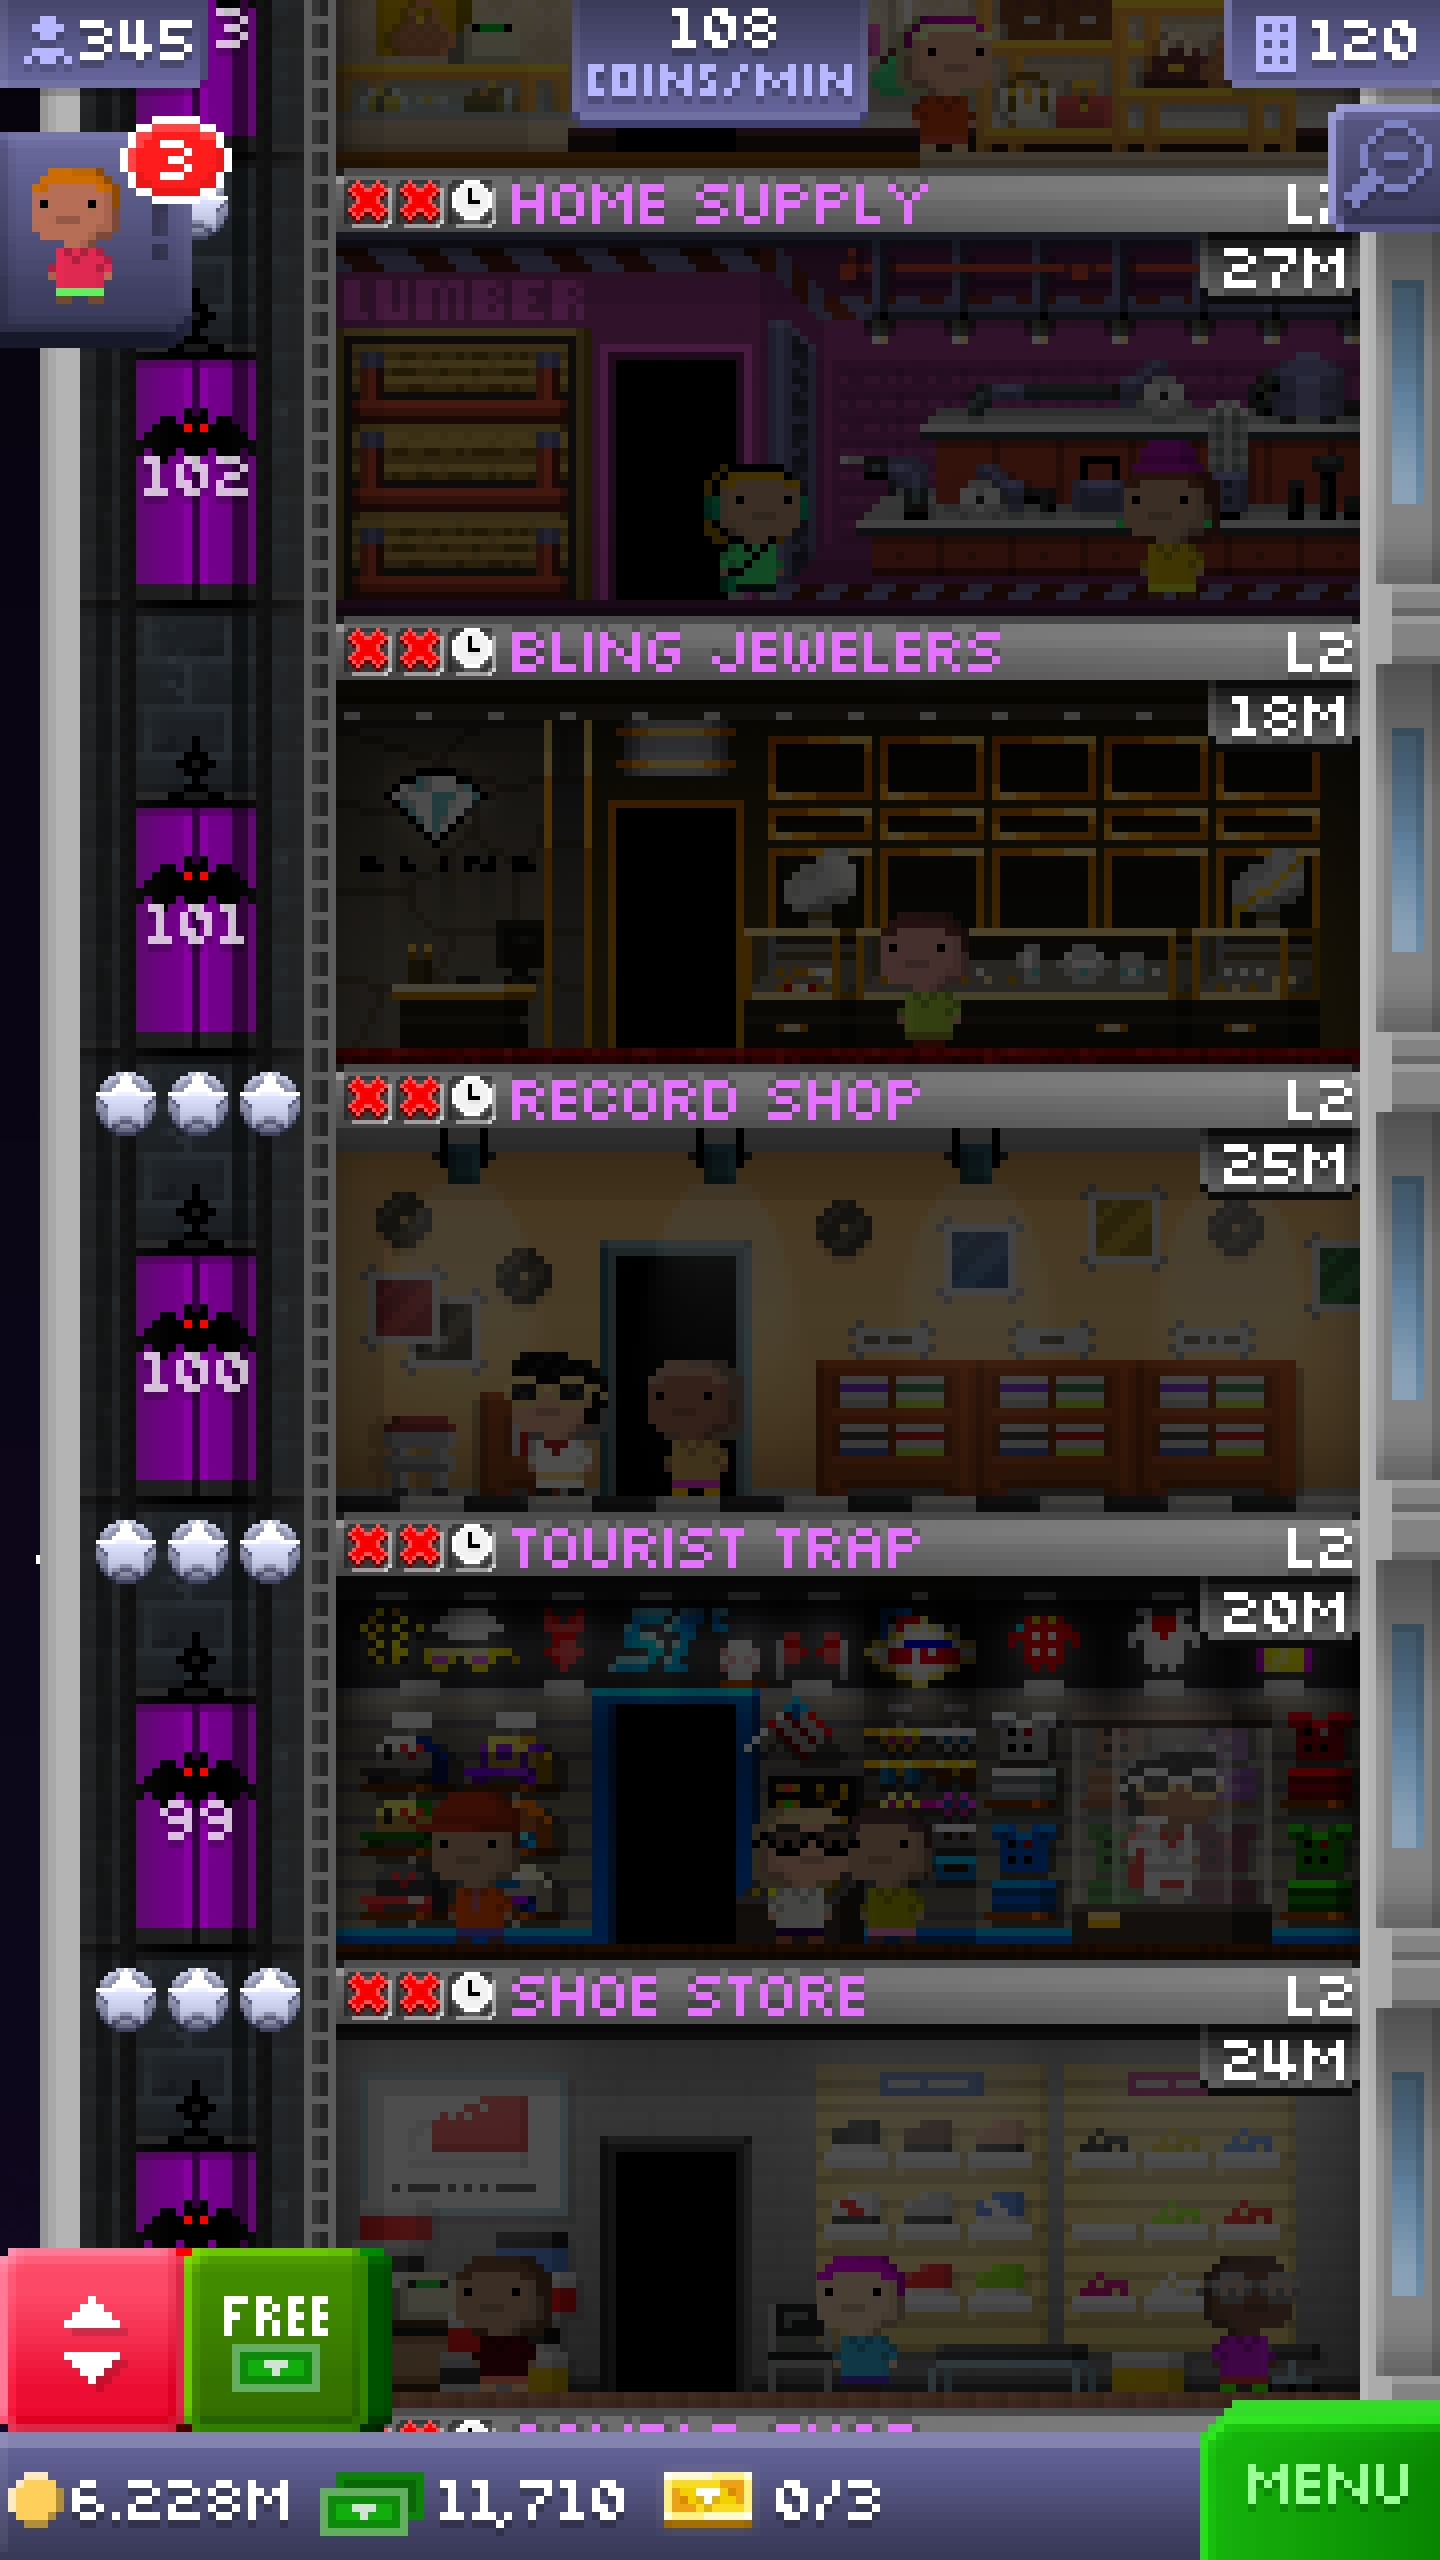 345
3
108
COINS/MIN
120
3
HOME SUPPLY
27M
LUMBER
102
BLING JEWELERS L2
18M
BLING
101
RECORD SHOP L2
25M
100
TOURIST TRAP L2
20M
99
SHOE STORE L2
24M
FREE
6.228M 11,710 0/3
MENU